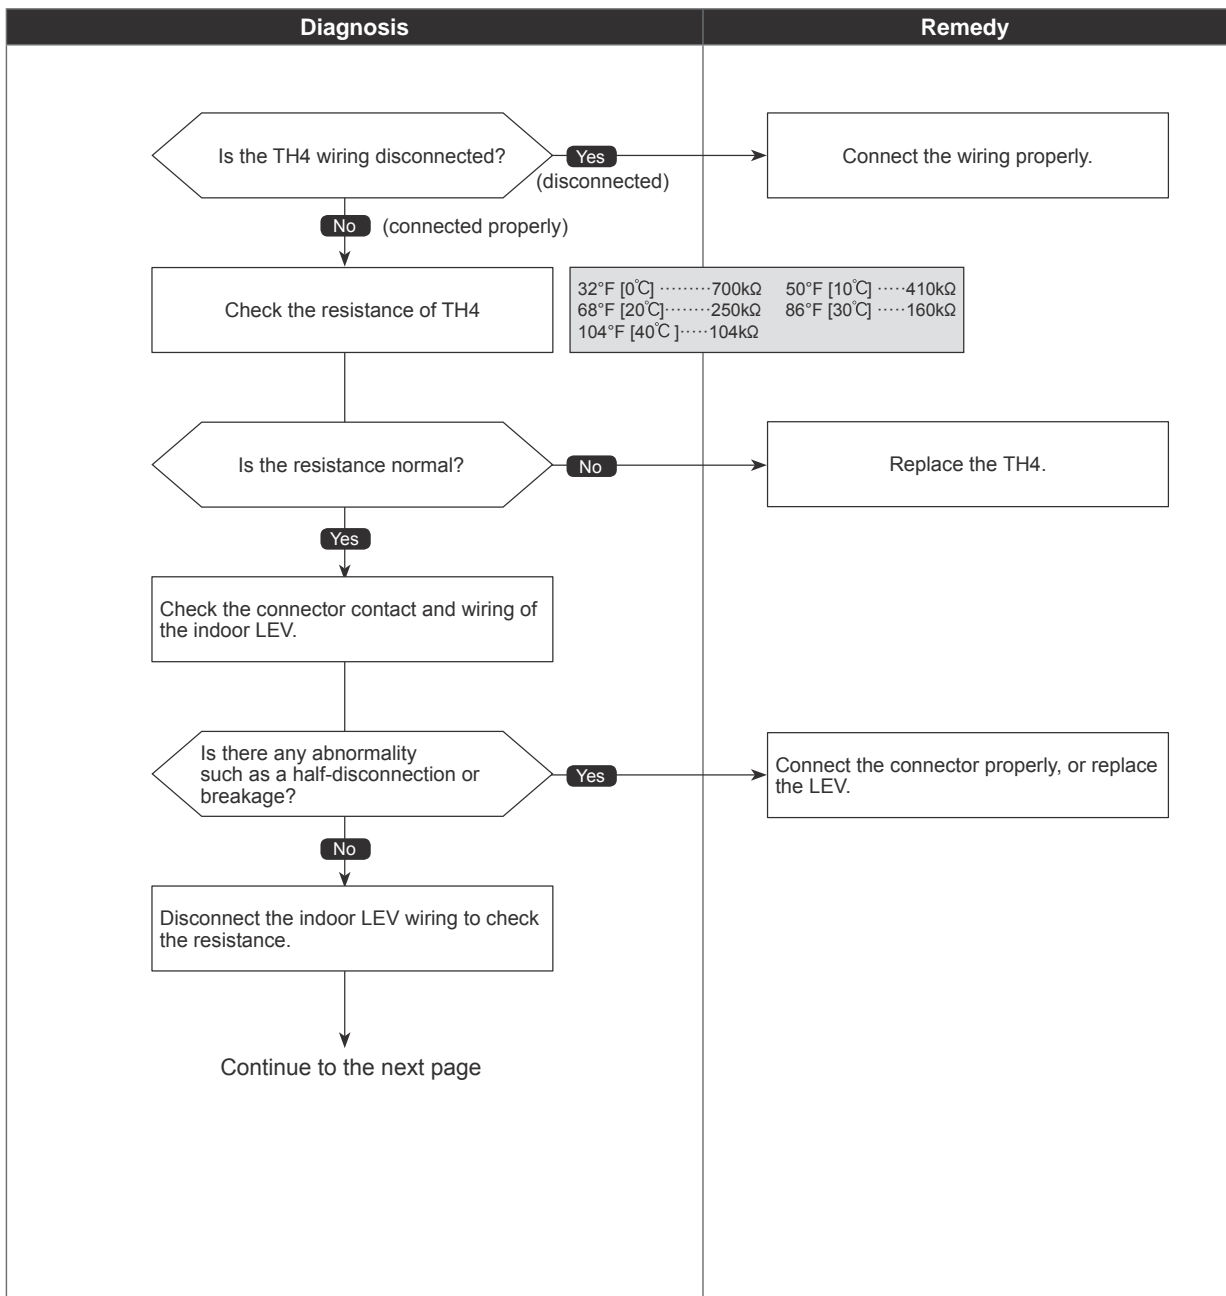 Diagnosis
Remedy
Is the TH4 wiring disconnected?
Yes
(disconnected)
Connect the wiring properly.
No (connected properly)
Check the resistance of TH4
32°F [0℃] ·········700kΩ 50°F [10℃] ·····410kΩ
68°F [20℃]········250kΩ 86°F [30℃] ·····160kΩ
104°F [40℃ ]·····104kΩ
Is the resistance normal?
No
Replace the TH4.
Yes
Check the connector contact and wiring of
the indoor LEV.
Is there any abnormality
such as a half-disconnection or
breakage?
Yes
Connect the connector properly, or replace
the LEV.
No
Disconnect the indoor LEV wiring to check
the resistance.
Continue to the next page